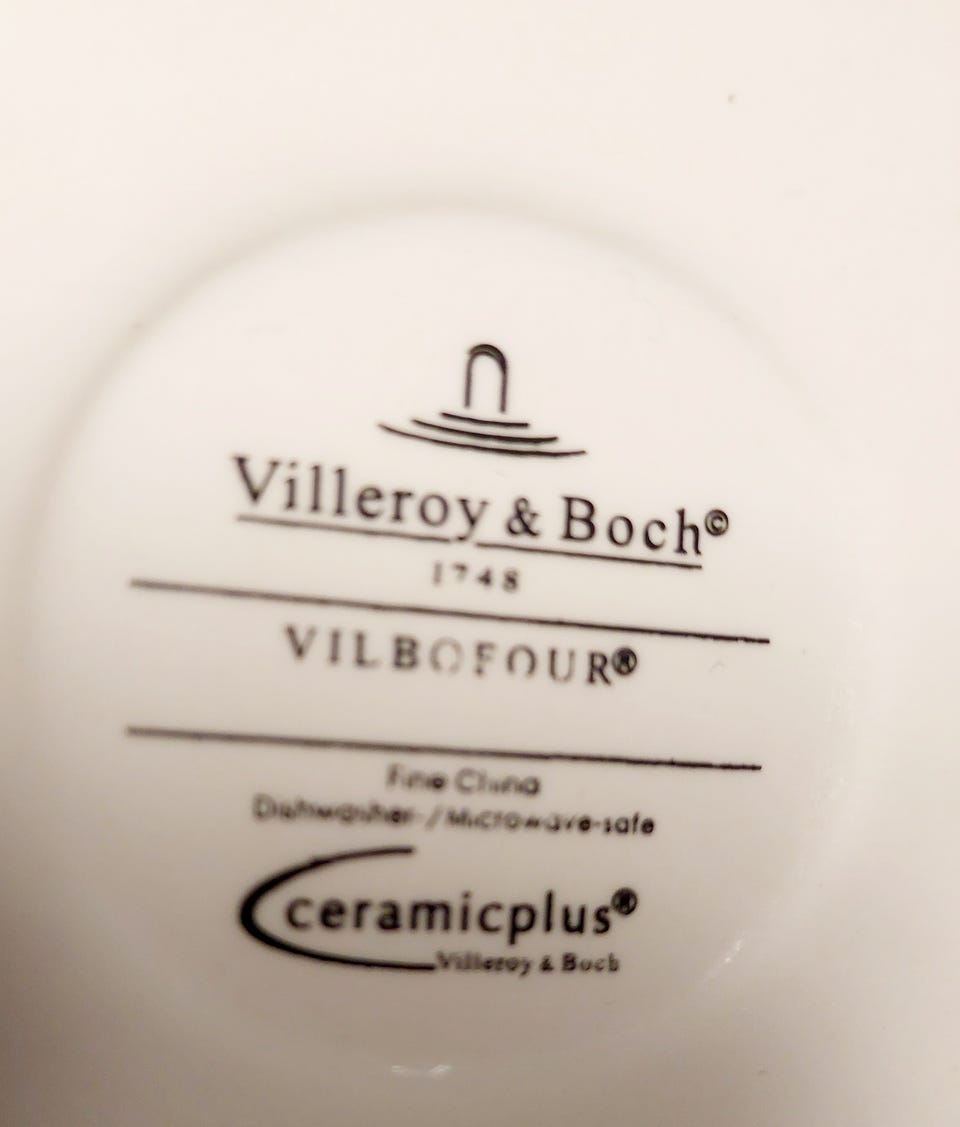 Villeroy & Boch©
1748
VILBOFOUR®
Fine China
Dishwasher-/Microwave-safe
ceramicplus®
Villeroy & Boch